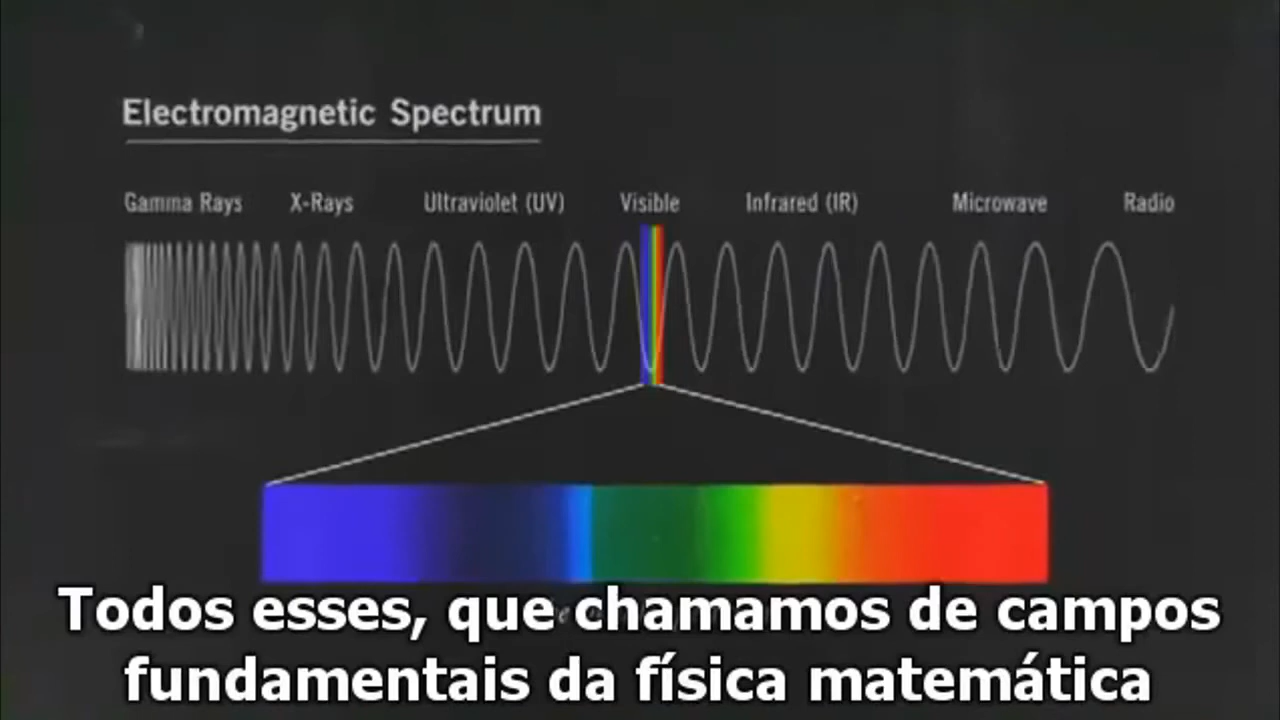 Electromagnetic Spectrum
Gamma Rays X-Rays Ultraviolet (UV) Visible Infrared (IR) Microwave Radio
Todos esses, que chamamos de campos
fundamentais da física matemática